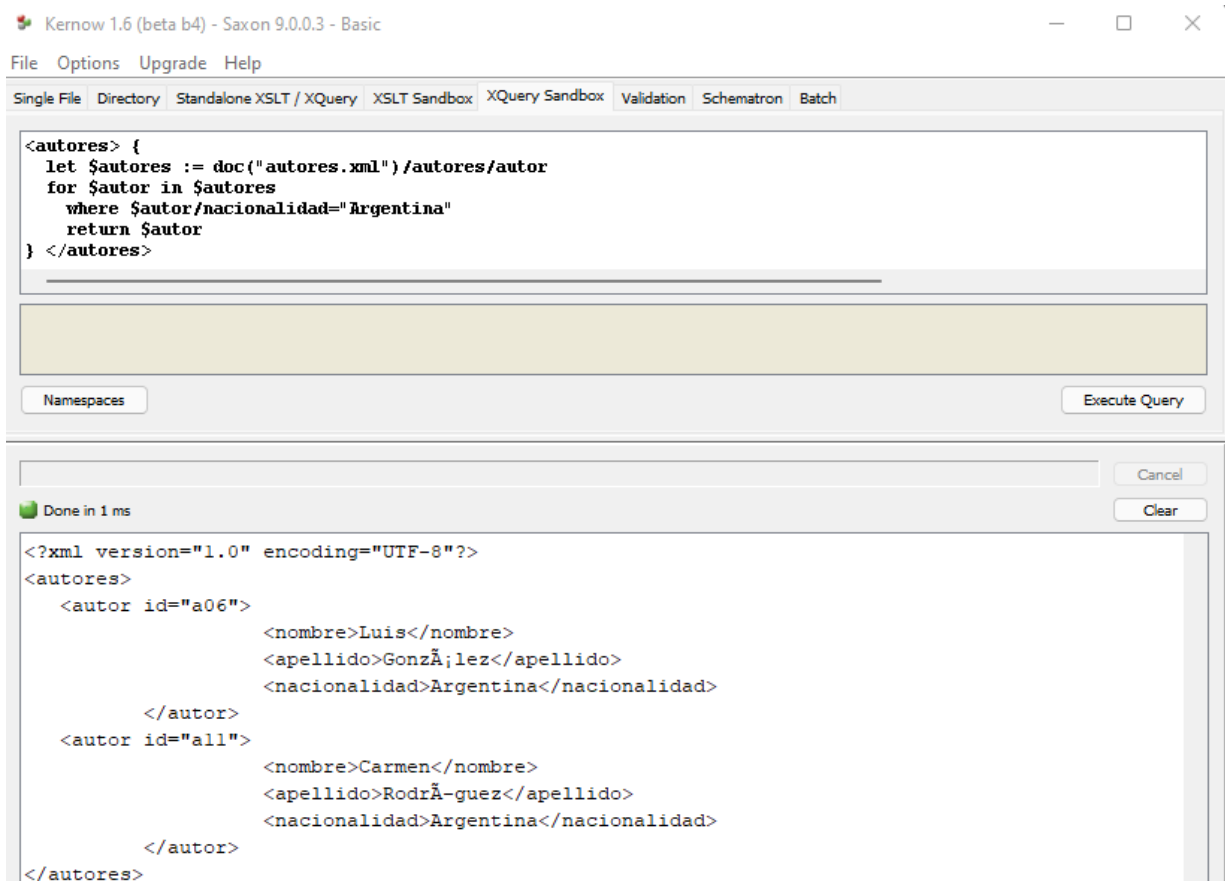 Kernow 1.6 (beta b4) - Saxon 9.0.0.3 - Basic
File Options Upgrade Help
Single File Directory Standalone XSLT / XQuery XSLT Sandbox XQuery Sandbox Validation Schematron Batch
<autores> {
  let $autores := doc("autores.xml")/autores/autor
  for $autor in $autores
    where $autor/nacionalidad="Argentina"
    return $autor
} </autores>
Namespaces Execute Query
Cancel
Done in 1 ms Clear
<?xml version="1.0" encoding="UTF-8"?>
<autores>
   <autor id="a06">
                    <nombre>Luis</nombre>
                    <apellido>GonzÃ¡lez</apellido>
                    <nacionalidad>Argentina</nacionalidad>
          </autor>
   <autor id="a11">
                    <nombre>Carmen</nombre>
                    <apellido>RodrÃ-guez</apellido>
                    <nacionalidad>Argentina</nacionalidad>
          </autor>
</autores>